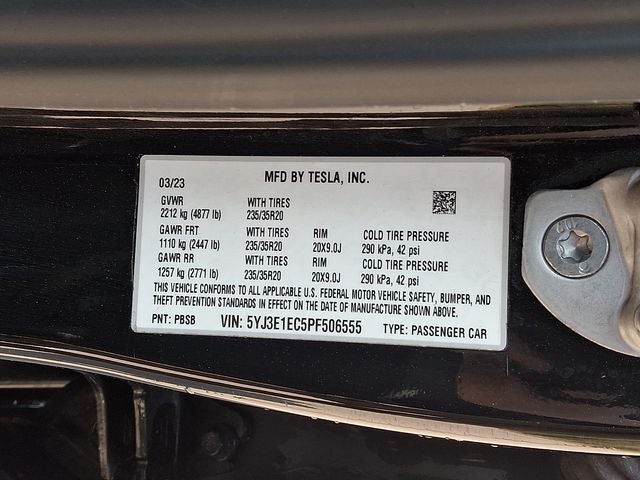 MFD BY TESLA, INC.
03/23
GVWR WITH TIRES
2212 kg (4877 lb) 235/35R20
GAWR FRT WITH TIRES RIM COLD TIRE PRESSURE
1110 kg (2447 lb) 235/35R20 20X9.0J 290 kPa, 42 psi
GAWR RR WITH TIRES RIM COLD TIRE PRESSURE
1257 kg (2771 lb) 235/35R20 20X9.0J 290 kPa, 42 psi
THIS VEHICLE CONFORMS TO ALL APPLICABLE U.S. FEDERAL MOTOR VEHICLE SAFETY, BUMPER, AND
THEFT PREVENTION STANDARDS IN EFFECT ON THE DATE OF MANUFACTURE SHOWN ABOVE.
PNT: PBSB VIN: 5YJ3E1EC5PF506555 TYPE: PASSENGER CAR